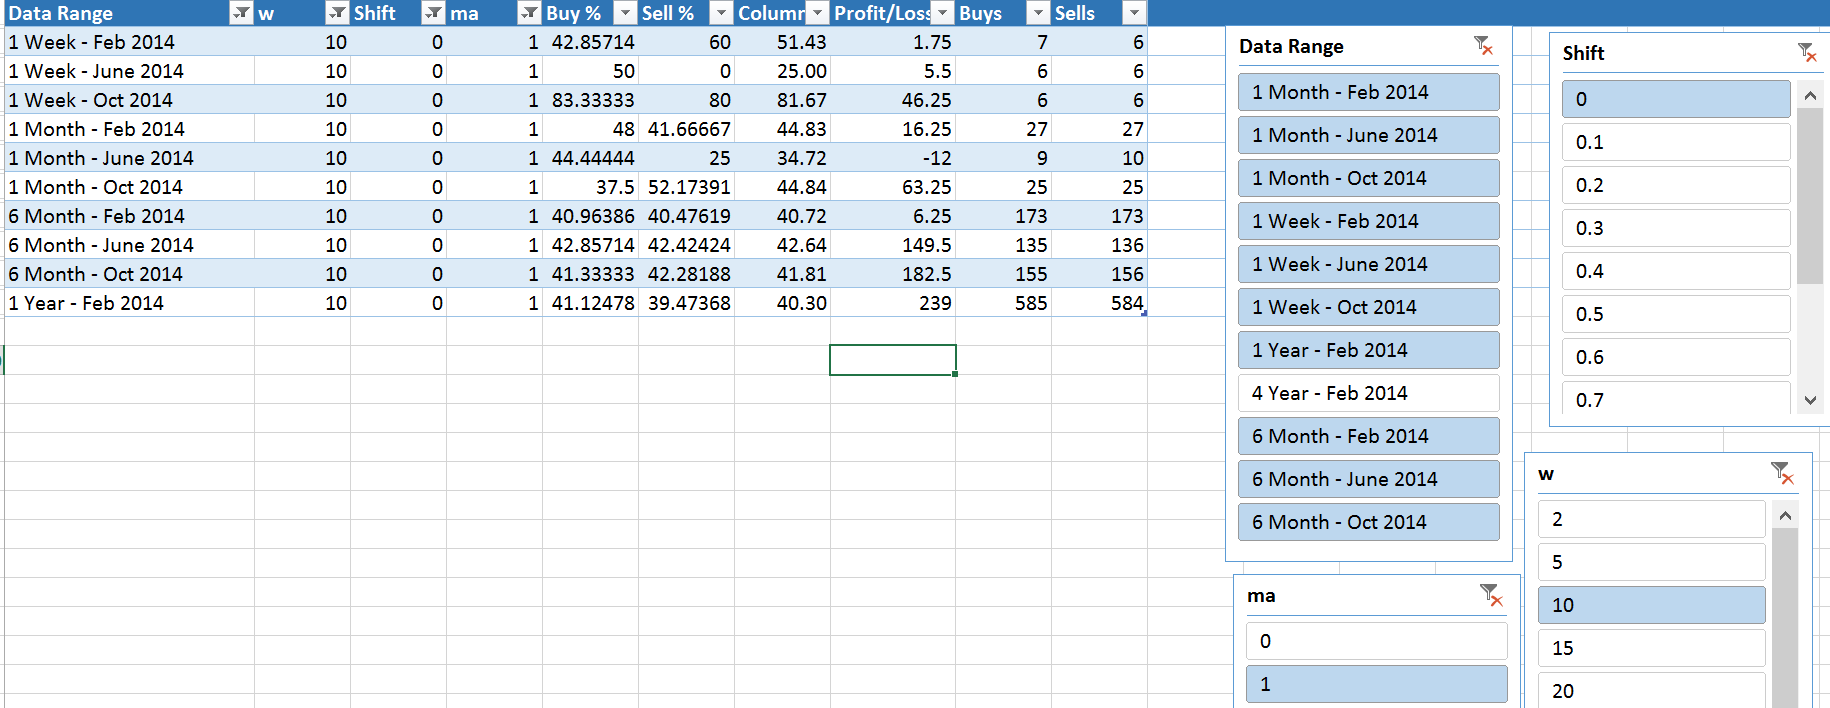 Data Range w Shift ma Buy % Sell % Column Profit/Loss Buys Sells
1 Week - Feb 2014 10 0 1 42.85714 60 51.43 1.75 7 6
1 Week - June 2014 10 0 1 50 0 25.00 5.5 6 6
1 Week - Oct 2014 10 0 1 83.33333 80 81.67 46.25 6 6
1 Month - Feb 2014 10 0 1 48 41.66667 44.83 16.25 27 27
1 Month - June 2014 10 0 1 44.44444 25 34.72 -12 9 10
1 Month - Oct 2014 10 0 1 37.5 52.17391 44.84 63.25 25 25
6 Month - Feb 2014 10 0 1 40.96386 40.47619 40.72 6.25 173 173
6 Month - June 2014 10 0 1 42.85714 42.42424 42.64 149.5 135 136
6 Month - Oct 2014 10 0 1 41.33333 42.28188 41.81 182.5 155 156
1 Year - Feb 2014 10 0 1 41.12478 39.47368 40.30 239 585 584
Data Range
1 Month - Feb 2014
1 Month - June 2014
1 Month - Oct 2014
1 Week - Feb 2014
1 Week - June 2014
1 Week - Oct 2014
1 Year - Feb 2014
4 Year - Feb 2014
6 Month - Feb 2014
6 Month - June 2014
6 Month - Oct 2014
Shift
0
0.1
0.2
0.3
0.4
0.5
0.6
0.7
ma
0
1
w
2
5
10
15
20